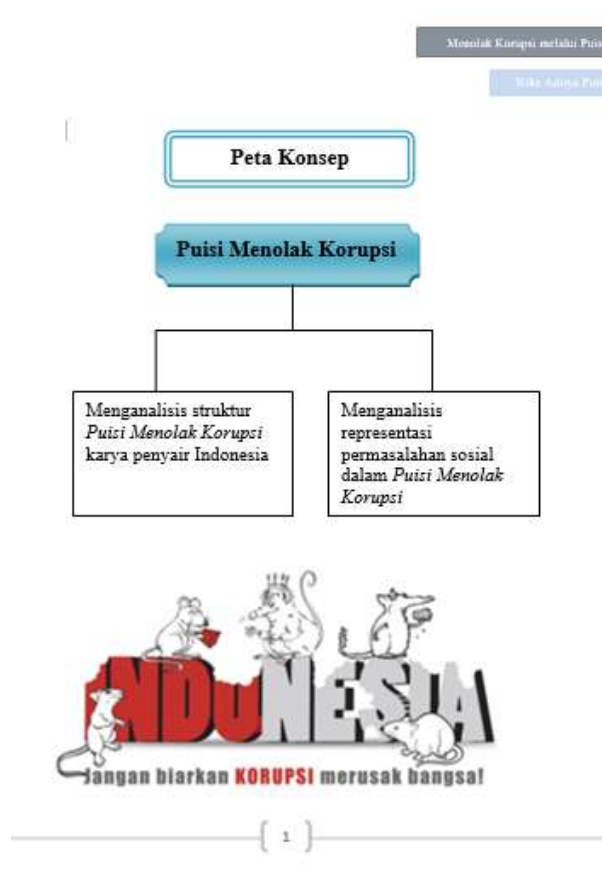 Menolak Korupsi melalui Puis
Peta Konsep
Puisi Menolak Korupsi
Menganalisis struktur
Puisi Menolak Korupsi
karya penyair Indonesia
Menganalisis
representasi
permasalahan sosial
dalam Puisi Menolak
Korupsi
INDONESIA
Jangan biarkan KORUPSI merusak bangsa!
1